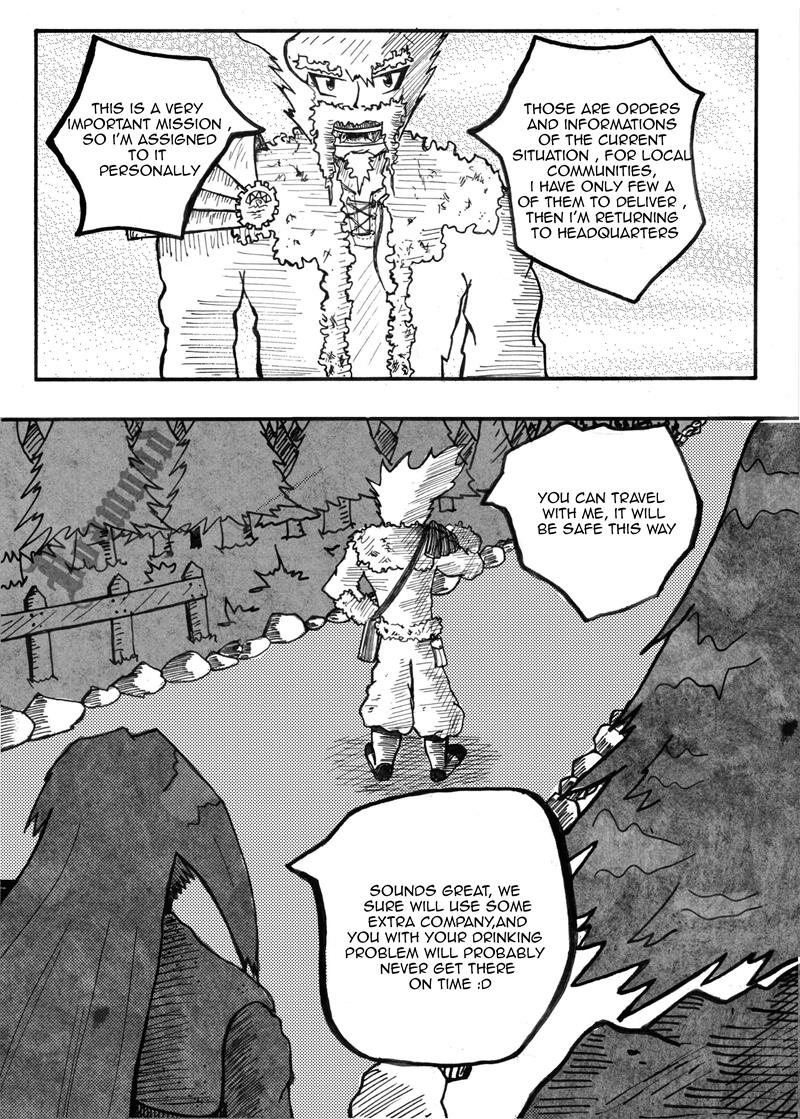 THIS IS A VERY
IMPORTANT MISSION ,
SO I'M ASSIGNED
TO IT
PERSONALLY
THOSE ARE ORDERS
AND INFORMATIONS
OF THE CURRENT
SITUATION , FOR LOCAL
COMMUNITIES,
I HAVE ONLY FEW A
OF THEM TO DELIVER ,
THEN I'M RETURNING
TO HEADQUARTERS
YOU CAN TRAVEL
WITH ME, IT WILL
BE SAFE THIS WAY
SOUNDS GREAT, WE
SURE WILL USE SOME
EXTRA COMPANY,AND
YOU WITH YOUR DRINKING
PROBLEM WILL PROBABLY
NEVER GET THERE
ON TIME :D